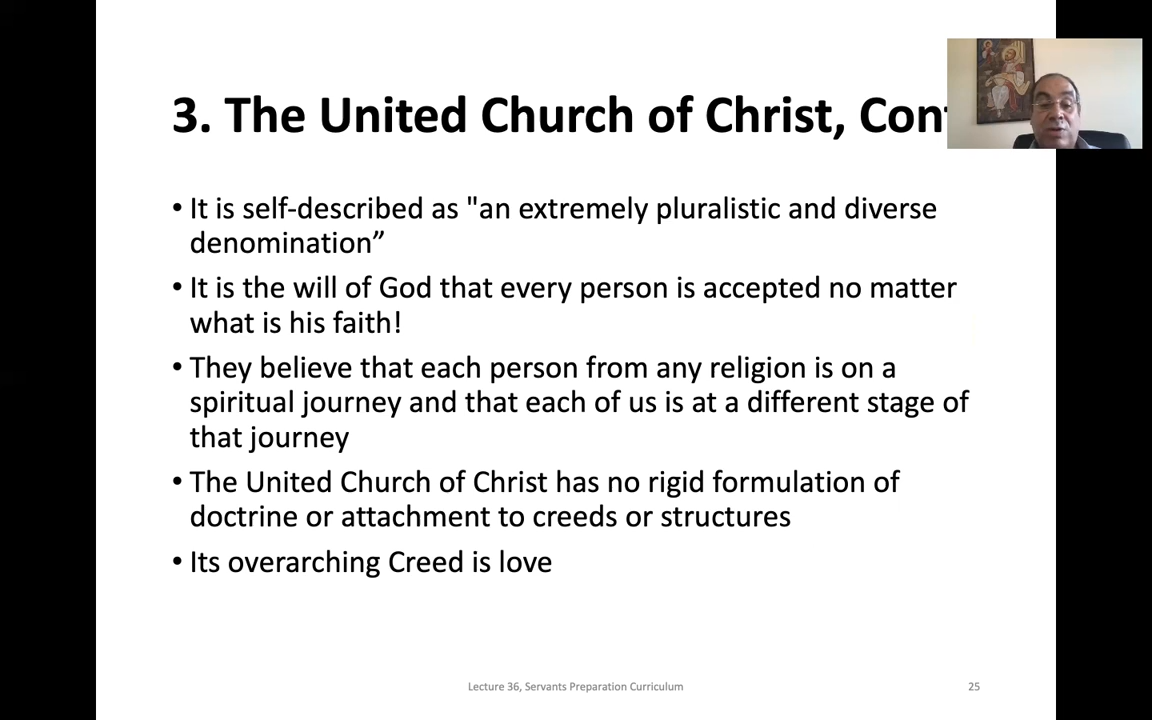 3. The United Church of Christ, Con
• It is self-described as "an extremely pluralistic and diverse
denomination”
• It is the will of God that every person is accepted no matter
what is his faith!
• They believe that each person from any religion is on a
spiritual journey and that each of us is at a different stage of
that journey
• The United Church of Christ has no rigid formulation of
doctrine or attachment to creeds or structures
• Its overarching Creed is love
Lecture 36, Servants Preparation Curriculum
25